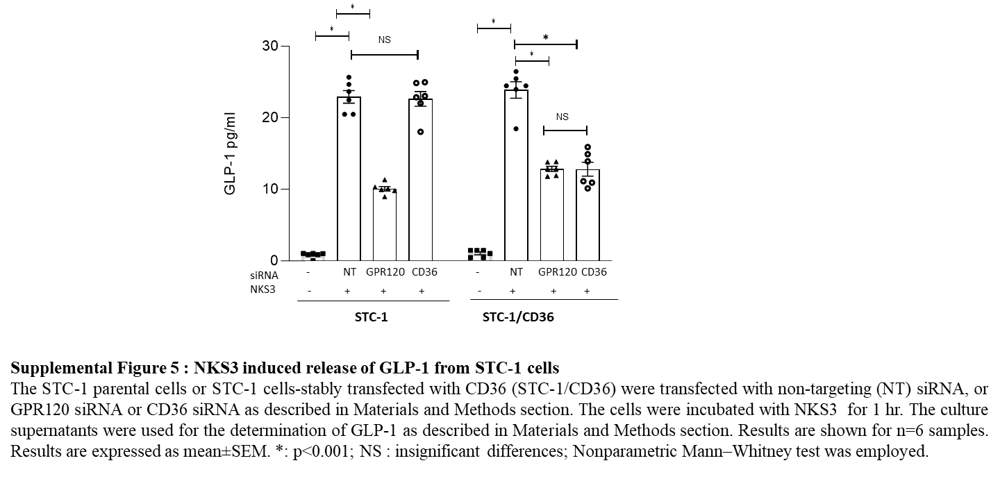 *
*
NS
*
*
*
NS
30
20
10
0
GLP-1 pg/ml
siRNA - NT GPR120 CD36 - NT GPR120 CD36
NKS3 - + + + - + + +
STC-1 STC-1/CD36
Supplemental Figure 5 : NKS3 induced release of GLP-1 from STC-1 cells
The STC-1 parental cells or STC-1 cells-stably transfected with CD36 (STC-1/CD36) were transfected with non-targeting (NT) siRNA, or
GPR120 siRNA or CD36 siRNA as described in Materials and Methods section. The cells were incubated with NKS3 for 1 hr. The culture
supernatants were used for the determination of GLP-1 as described in Materials and Methods section. Results are shown for n=6 samples.
Results are expressed as mean±SEM. *: p<0.001; NS : insignificant differences; Nonparametric Mann–Whitney test was employed.